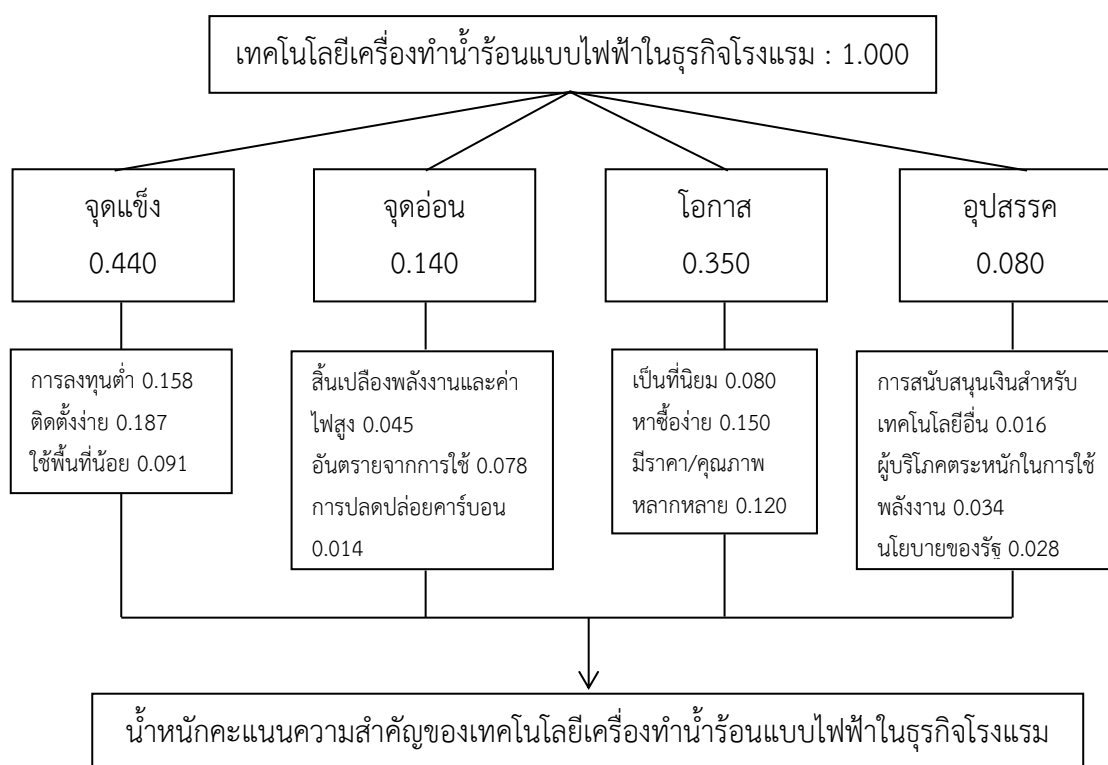 เทคโนโลยีเครื่องทำน้ำร้อนแบบไฟฟ้าในธุรกิจโรงแรม : 1.000
จุดแข็ง
0.440
จุดอ่อน
0.140
โอกาส
0.350
อุปสรรค
0.080
การลงทุนต่ำ 0.158
ติดตั้งง่าย 0.187
ใช้พื้นที่น้อย 0.091
สิ้นเปลืองพลังงานและค่า
ไฟสูง 0.045
อันตรายจากการใช้ 0.078
การปลดปล่อยคาร์บอน
0.014
เป็นที่นิยม 0.080
หาซื้อง่าย 0.150
มีราคา/คุณภาพ
หลากหลาย 0.120
การสนับสนุนเงินสำหรับ
เทคโนโลยีอื่น 0.016
ผู้บริโภคตระหนักในการใช้
พลังงาน 0.034
นโยบายของรัฐ 0.028
น้ำหนักคะแนนความสำคัญของเทคโนโลยีเครื่องทำน้ำร้อนแบบไฟฟ้าในธุรกิจโรงแรม